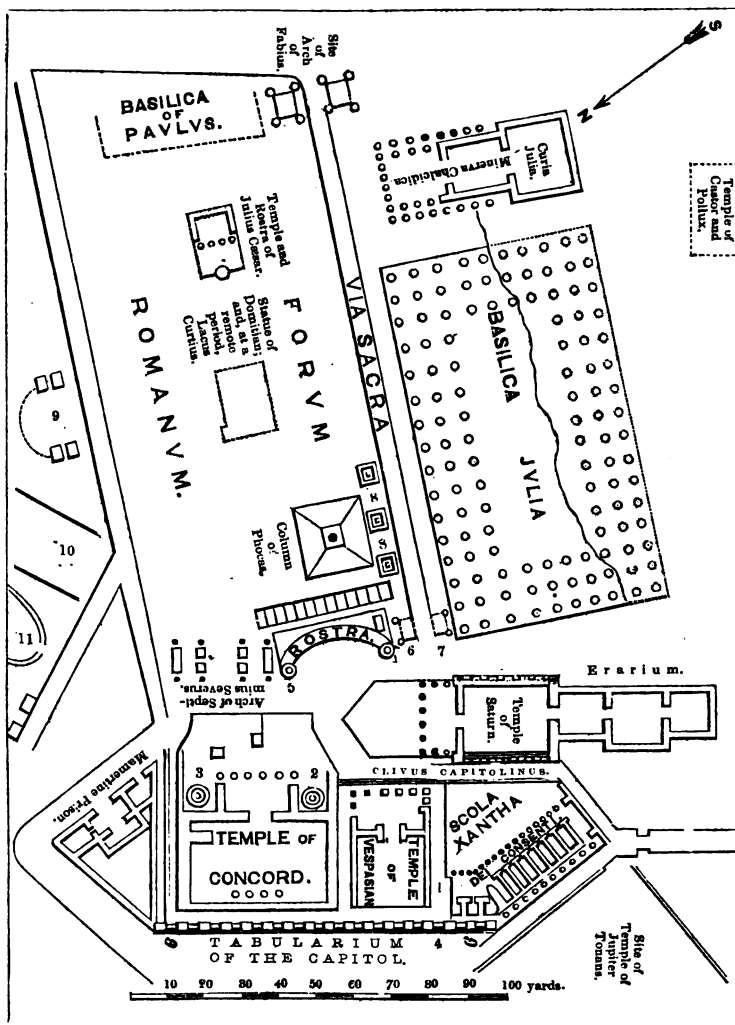 Site
of
Arch
of
Fabius.
S
N
BASILICA
OF
PAVLVS.
Curia
Julia.
Minerva Chalcidica
Temple of
Castor and
Pollux,
Temple and
Rostra of
Julius Cæsar.
Statue of
Domitian;
and, at a
remote
period,
Lacus
Curtius.
FORVM
ROMANVM.
VIA SACRA
BASILICA
JVLIA
9
10
11
Column
of
Phocas,
ROSTRA.
6
7
Arch of Septi-
mius Severus.
Erarium.
Temple
of
Saturn.
CLIVUS CAPITOLINUS.
Mamertine Prison.
3
2
TEMPLE OF
CONCORD.
TEMPLE
OF
VESPASIAN
SCOLA
XANTHA
DEI
CONSENTI
8
4
TABULARIUM
OF THE CAPITOL.
Site of
Temple of
Jupiter
Tonans.
10 20 30 40 50 60 70 80 90 100 yards.